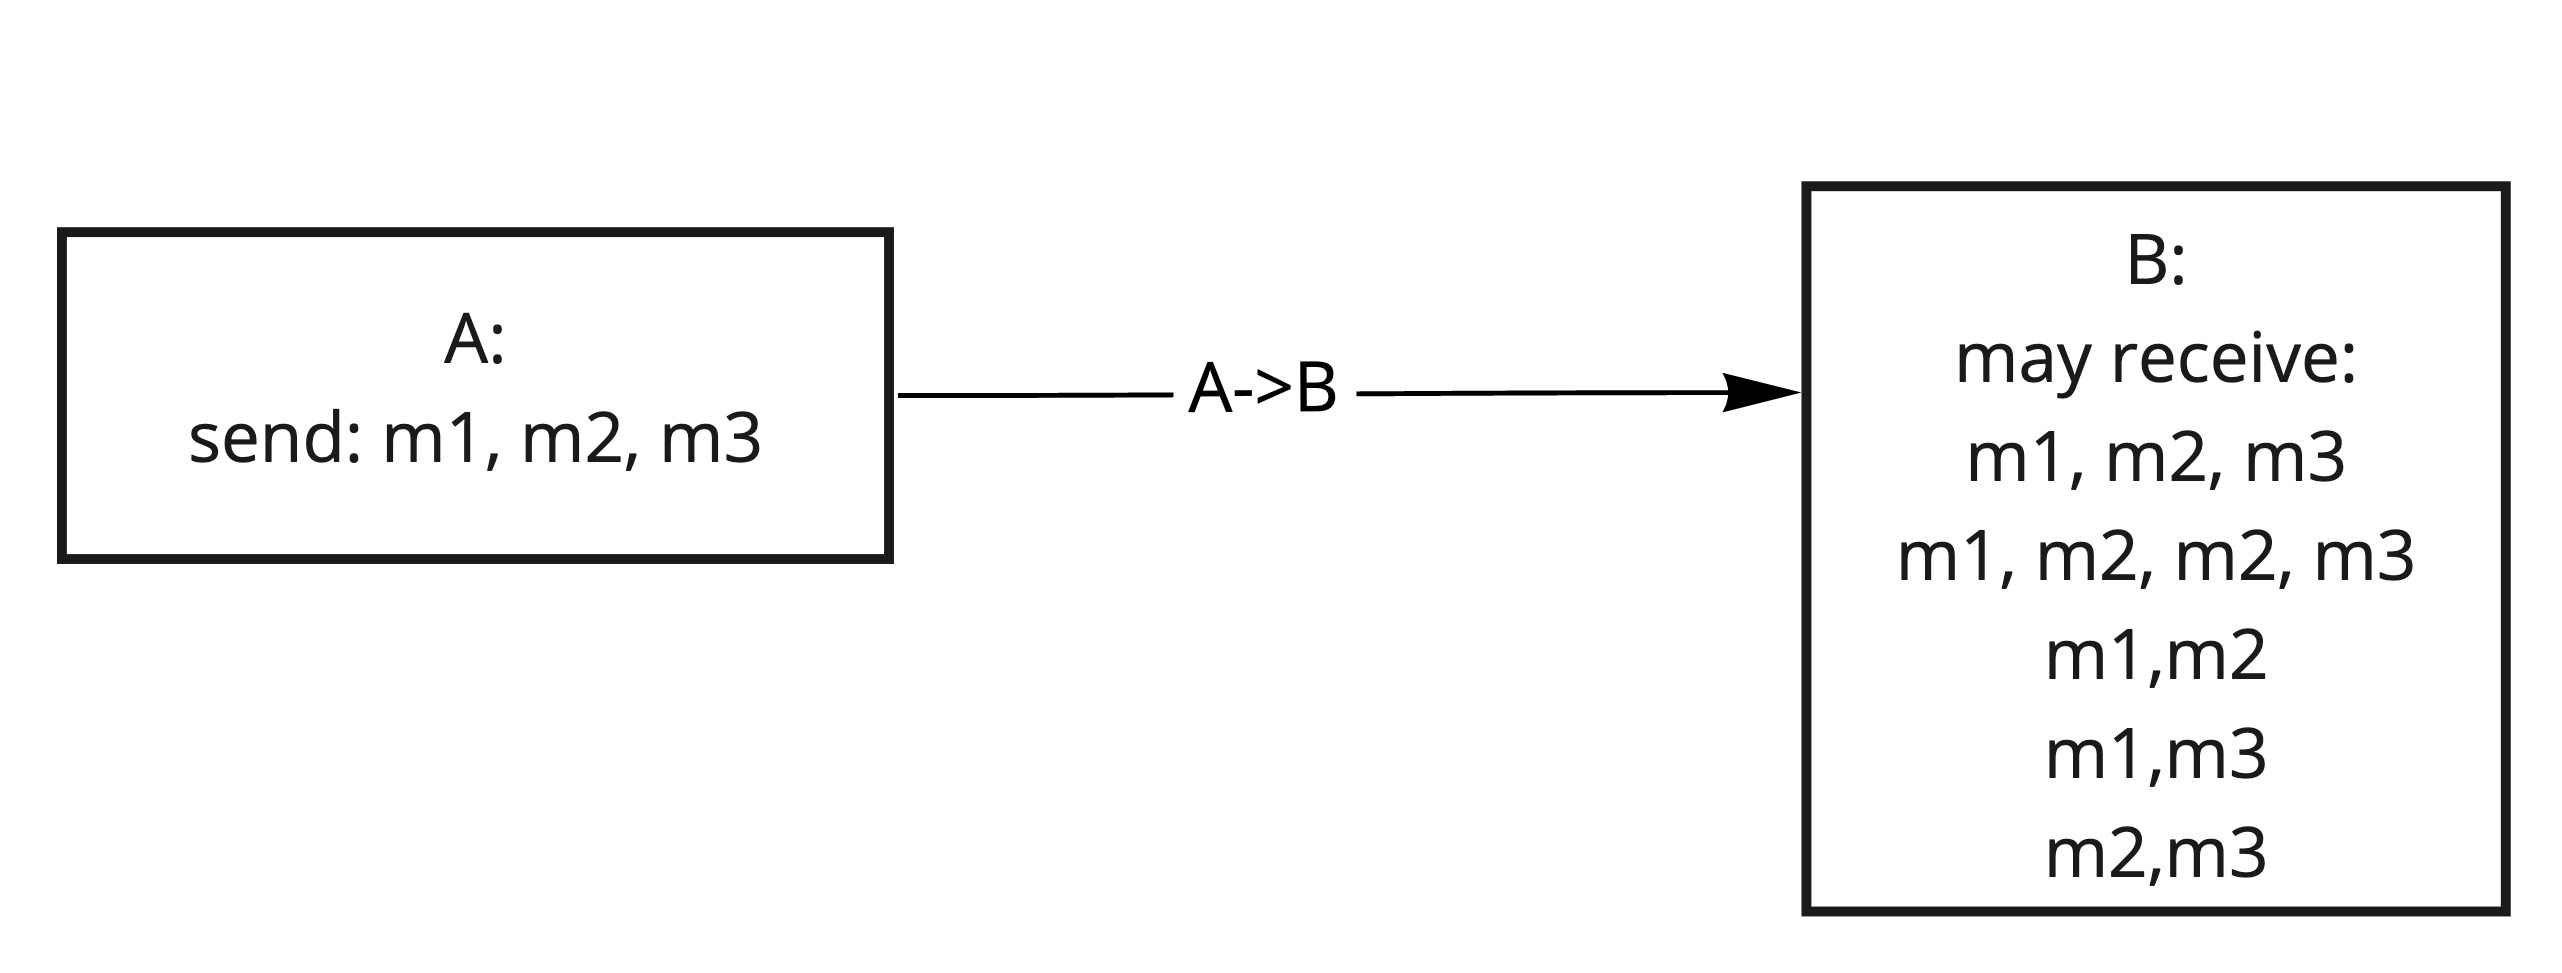 A:
send: m1, m2, m3
A->B
B:
may receive:
m1, m2, m3
m1, m2, m2, m3
m1,m2
m1,m3
m2,m3